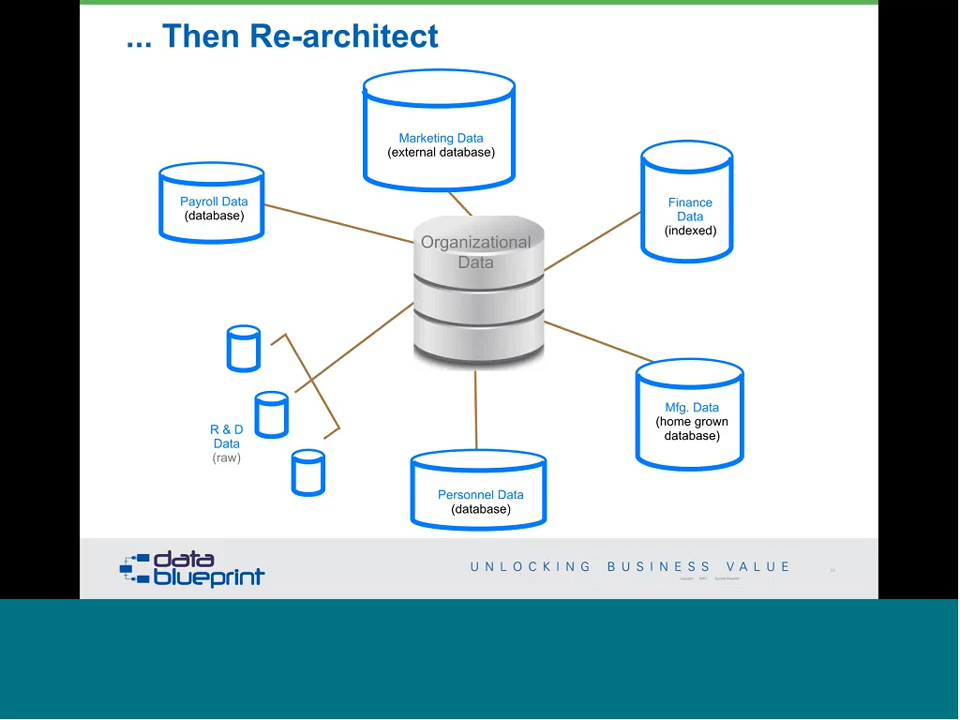 ... Then Re-architect
Marketing Data
(external database)
Payroll Data
(database)
Finance
Data
(indexed)
Organizational
Data
R & D
Data
(raw)
Mfg. Data
(home grown
database)
Personnel Data
(database)
data
blueprint
UNLOCKING BUSINESS VALUE